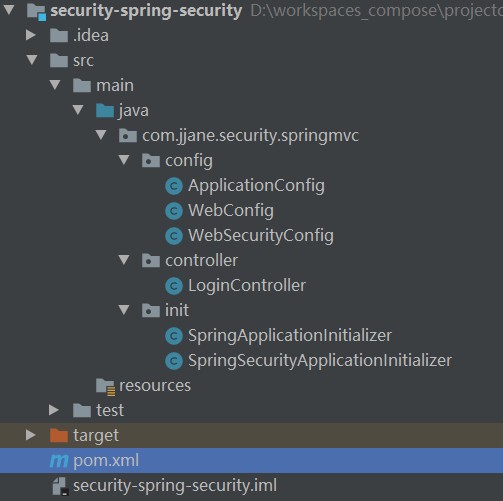 security-spring-security D:\workspaces_compose\project
.idea
src
main
java
com.jjane.security.springmvc
config
ApplicationConfig
WebConfig
WebSecurityConfig
controller
LoginController
init
SpringApplicationInitializer
SpringSecurityApplicationInitializer
resources
test
target
pom.xml
security-spring-security.iml